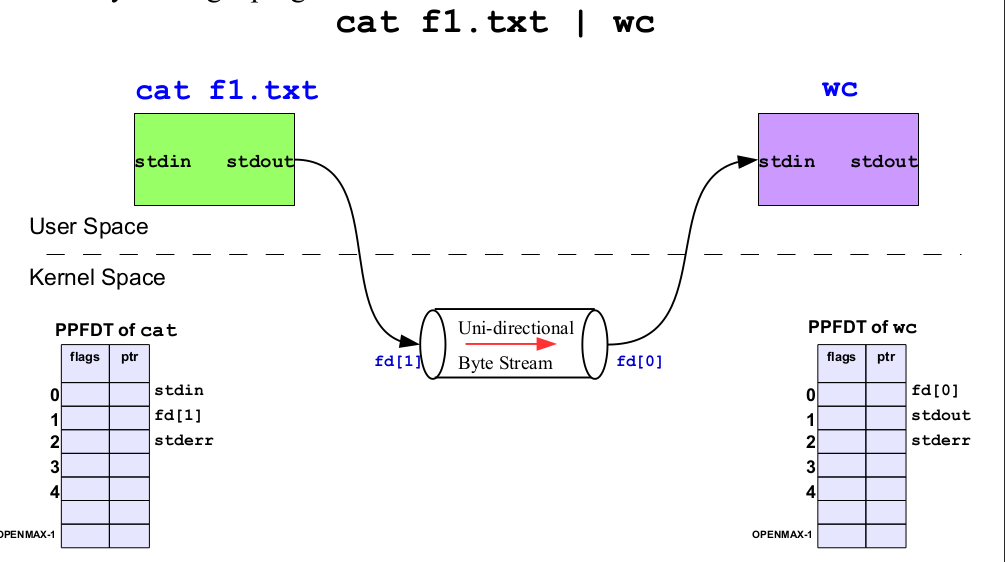 cat f1.txt | wc
cat f1.txt
wc
stdin stdout
stdin stdout
User Space
Kernel Space
Uni-directional
Byte Stream
fd[1]
fd[0]
PPFDT of cat
flags ptr
0 stdin
1 fd[1]
2 stderr
3
4
OPENMAX-1
PPFDT of wc
flags ptr
0 fd[0]
1 stdout
2 stderr
3
4
OPENMAX-1